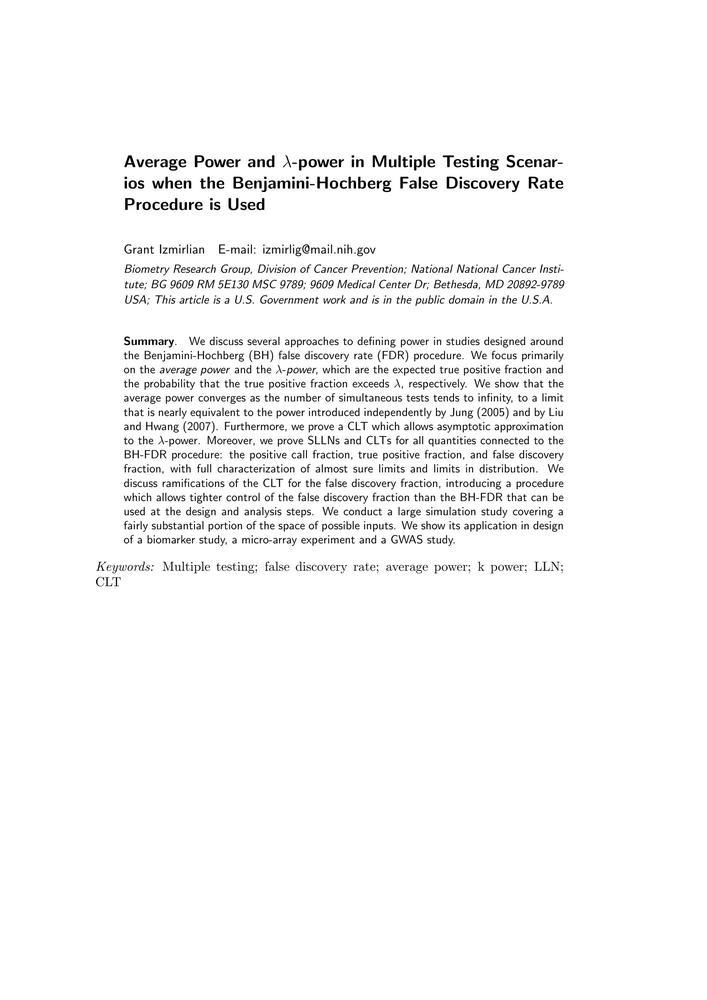 Average Power and λ-power in Multiple Testing Scenar-
ios when the Benjamini-Hochberg False Discovery Rate
Procedure is Used
Grant Izmirlian E-mail: izmirlig@mail.nih.gov
Biometry Research Group, Division of Cancer Prevention; National National Cancer Insti-
tute; BG 9609 RM 5E130 MSC 9789; 9609 Medical Center Dr; Bethesda, MD 20892-9789
USA; This article is a U.S. Government work and is in the public domain in the U.S.A.
Summary. We discuss several approaches to defining power in studies designed around
the Benjamini-Hochberg (BH) false discovery rate (FDR) procedure. We focus primarily
on the average power and the λ-power, which are the expected true positive fraction and
the probability that the true positive fraction exceeds λ, respectively. We show that the
average power converges as the number of simultaneous tests tends to infinity, to a limit
that is nearly equivalent to the power introduced independently by Jung (2005) and by Liu
and Hwang (2007). Furthermore, we prove a CLT which allows asymptotic approximation
to the λ-power. Moreover, we prove SLLNs and CLTs for all quantities connected to the
BH-FDR procedure: the positive call fraction, true positive fraction, and false discovery
fraction, with full characterization of almost sure limits and limits in distribution. We
discuss ramifications of the CLT for the false discovery fraction, introducing a procedure
which allows tighter control of the false discovery fraction than the BH-FDR that can be
used at the design and analysis steps. We conduct a large simulation study covering a
fairly substantial portion of the space of possible inputs. We show its application in design
of a biomarker study, a micro-array experiment and a GWAS study.
Keywords: Multiple testing; false discovery rate; average power; k power; LLN;
CLT